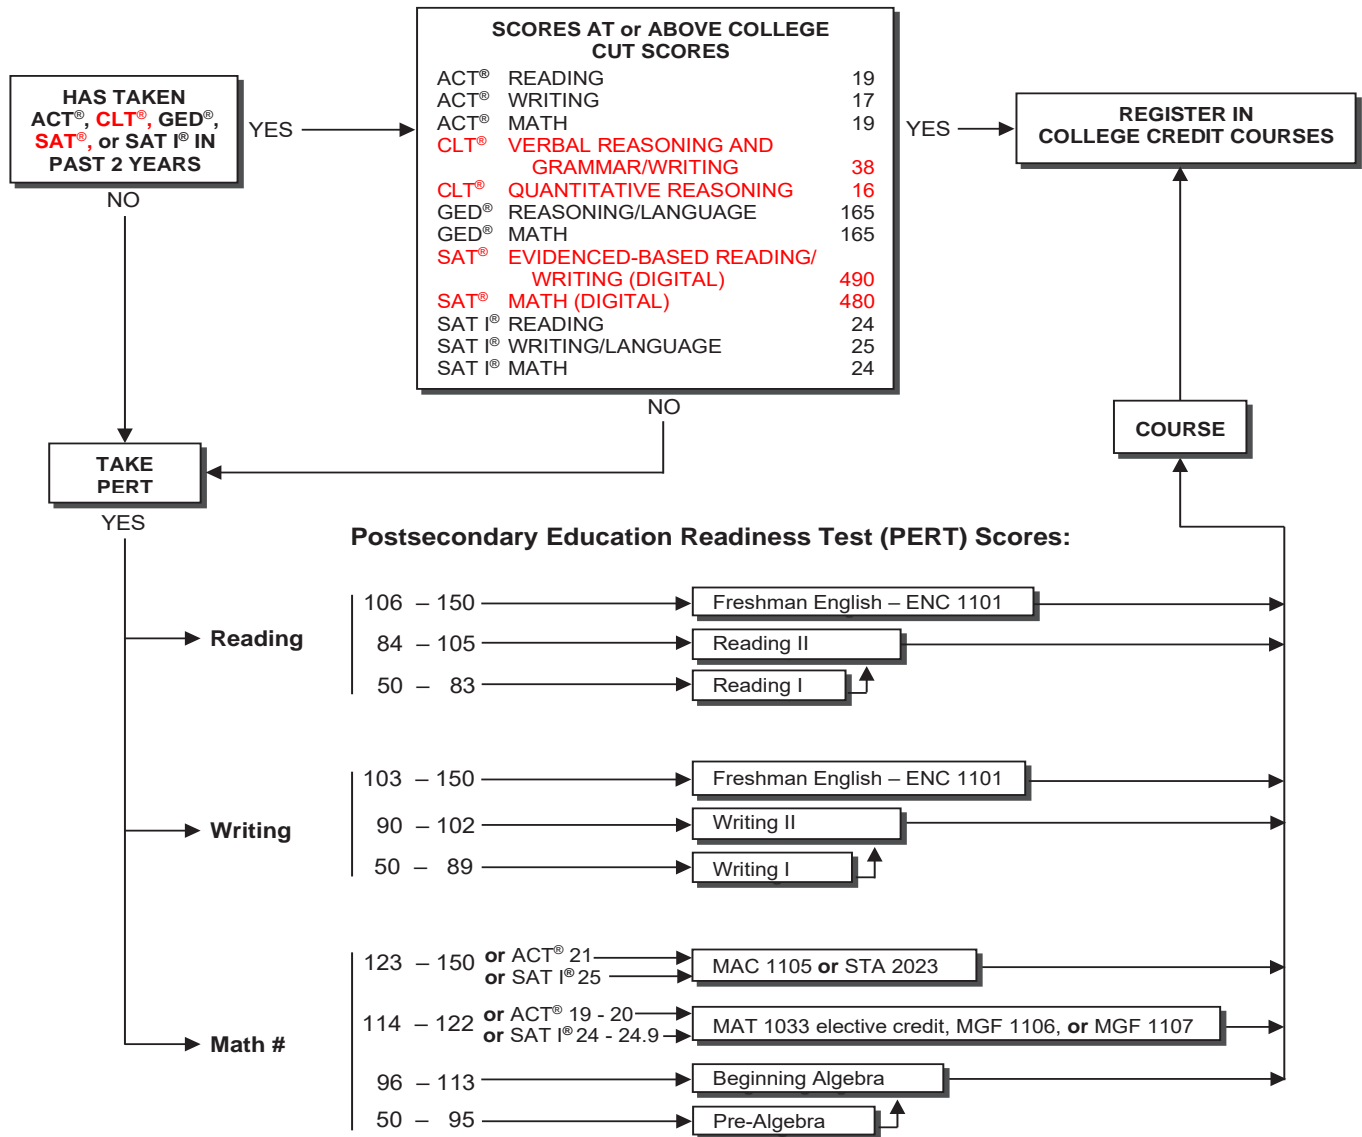 HAS TAKEN
ACT®, CLT®, GED®,
SAT®, or SAT I® IN
PAST 2 YEARS
YES
NO
SCORES AT or ABOVE COLLEGE
CUT SCORES
ACT® READING 19
ACT® WRITING 17
ACT® MATH 19
CLT® VERBAL REASONING AND
GRAMMAR/WRITING 38
CLT® QUANTITATIVE REASONING 16
GED® REASONING/LANGUAGE 165
GED® MATH 165
SAT® EVIDENCED-BASED READING/
WRITING (DIGITAL) 490
SAT® MATH (DIGITAL) 480
SAT I® READING 24
SAT I® WRITING/LANGUAGE 25
SAT I® MATH 24
YES
NO
REGISTER IN
COLLEGE CREDIT COURSES
COURSE
TAKE
PERT
YES
Postsecondary Education Readiness Test (PERT) Scores:
Reading
106 – 150 Freshman English – ENC 1101
84 – 105 Reading II
50 – 83 Reading I
Writing
103 – 150 Freshman English – ENC 1101
90 – 102 Writing II
50 – 89 Writing I
Math #
123 – 150 or ACT® 21
or SAT I® 25
MAC 1105 or STA 2023
114 – 122 or ACT® 19 - 20
or SAT I® 24 - 24.9
MAT 1033 elective credit, MGF 1106, or MGF 1107
96 – 113 Beginning Algebra
50 – 95 Pre-Algebra